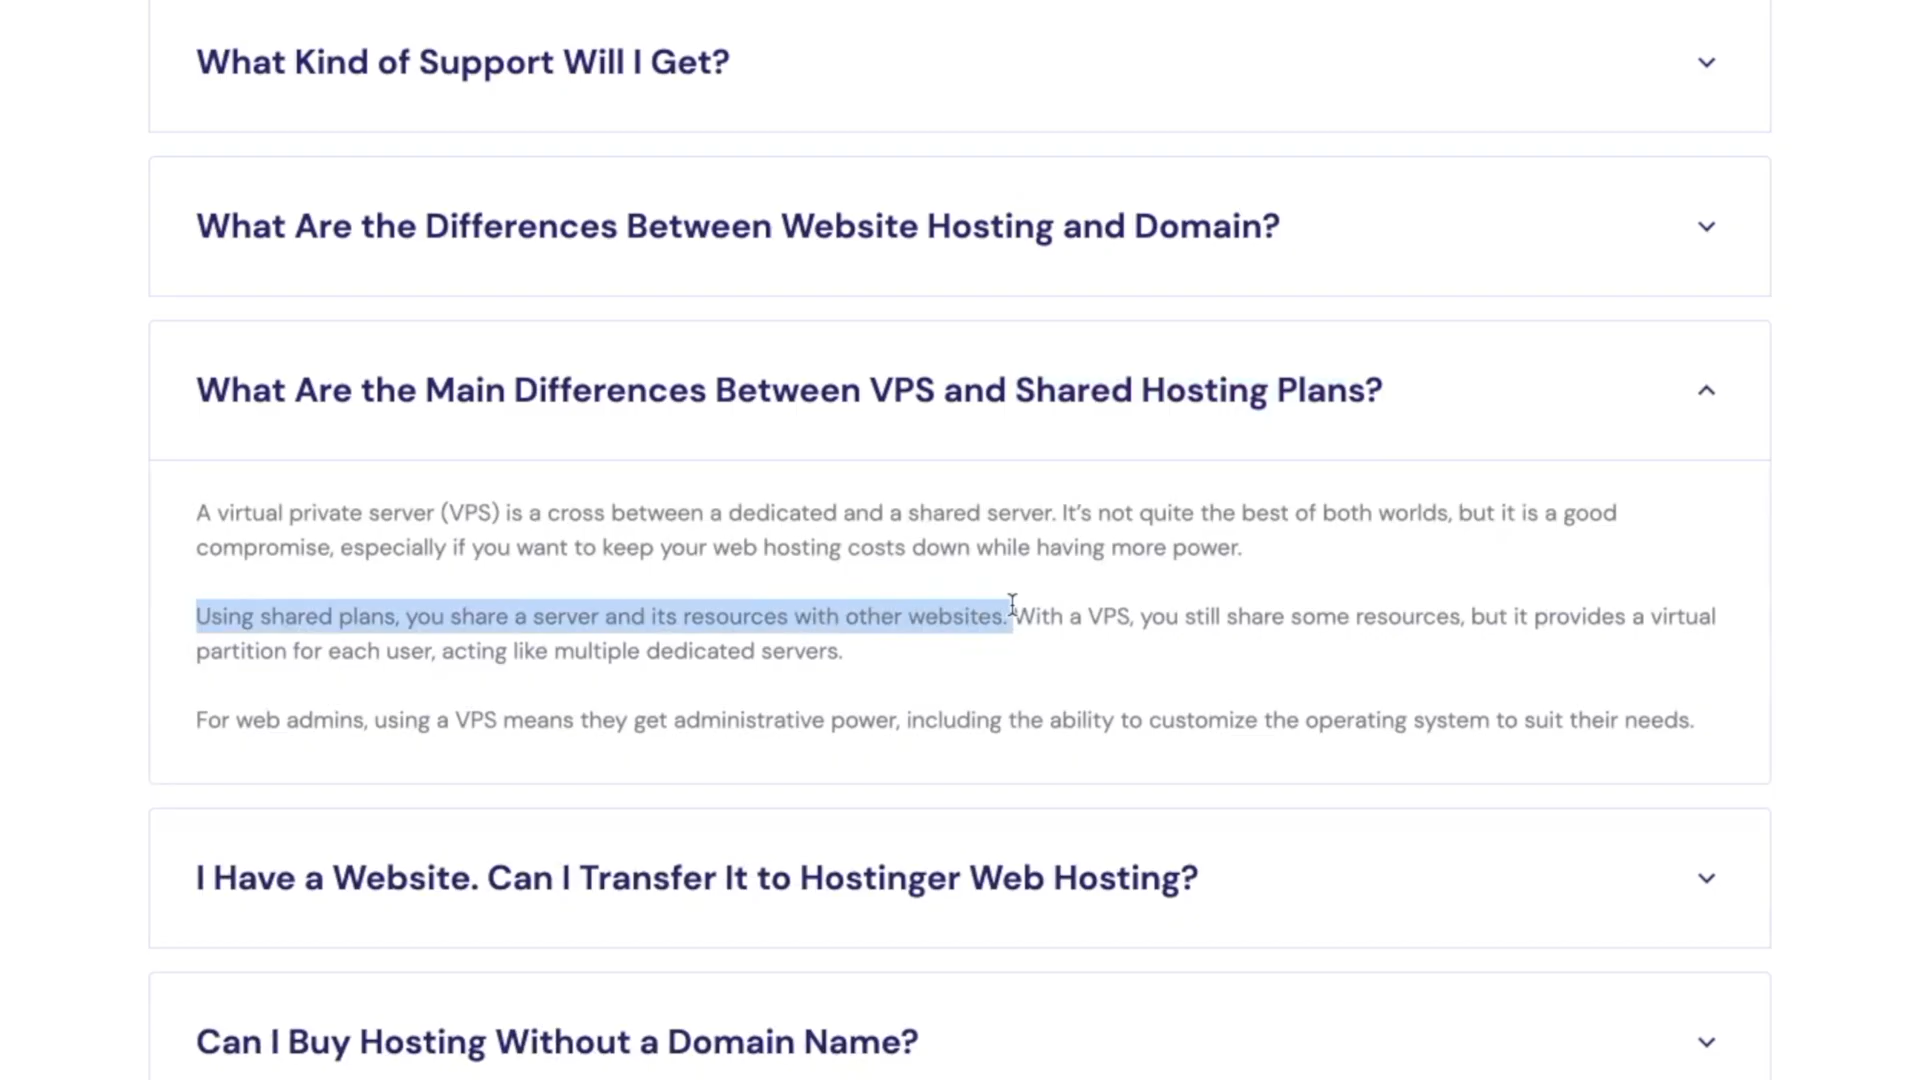 What Kind of Support Will I Get?
What Are the Differences Between Website Hosting and Domain?
What Are the Main Differences Between VPS and Shared Hosting Plans?
A virtual private server (VPS) is a cross between a dedicated and a shared server. It’s not quite the best of both worlds, but it is a good
compromise, especially if you want to keep your web hosting costs down while having more power.
Using shared plans, you share a server and its resources with other websites. With a VPS, you still share some resources, but it provides a virtual
partition for each user, acting like multiple dedicated servers.
For web admins, using a VPS means they get administrative power, including the ability to customize the operating system to suit their needs.
I Have a Website. Can I Transfer It to Hostinger Web Hosting?
Can I Buy Hosting Without a Domain Name?